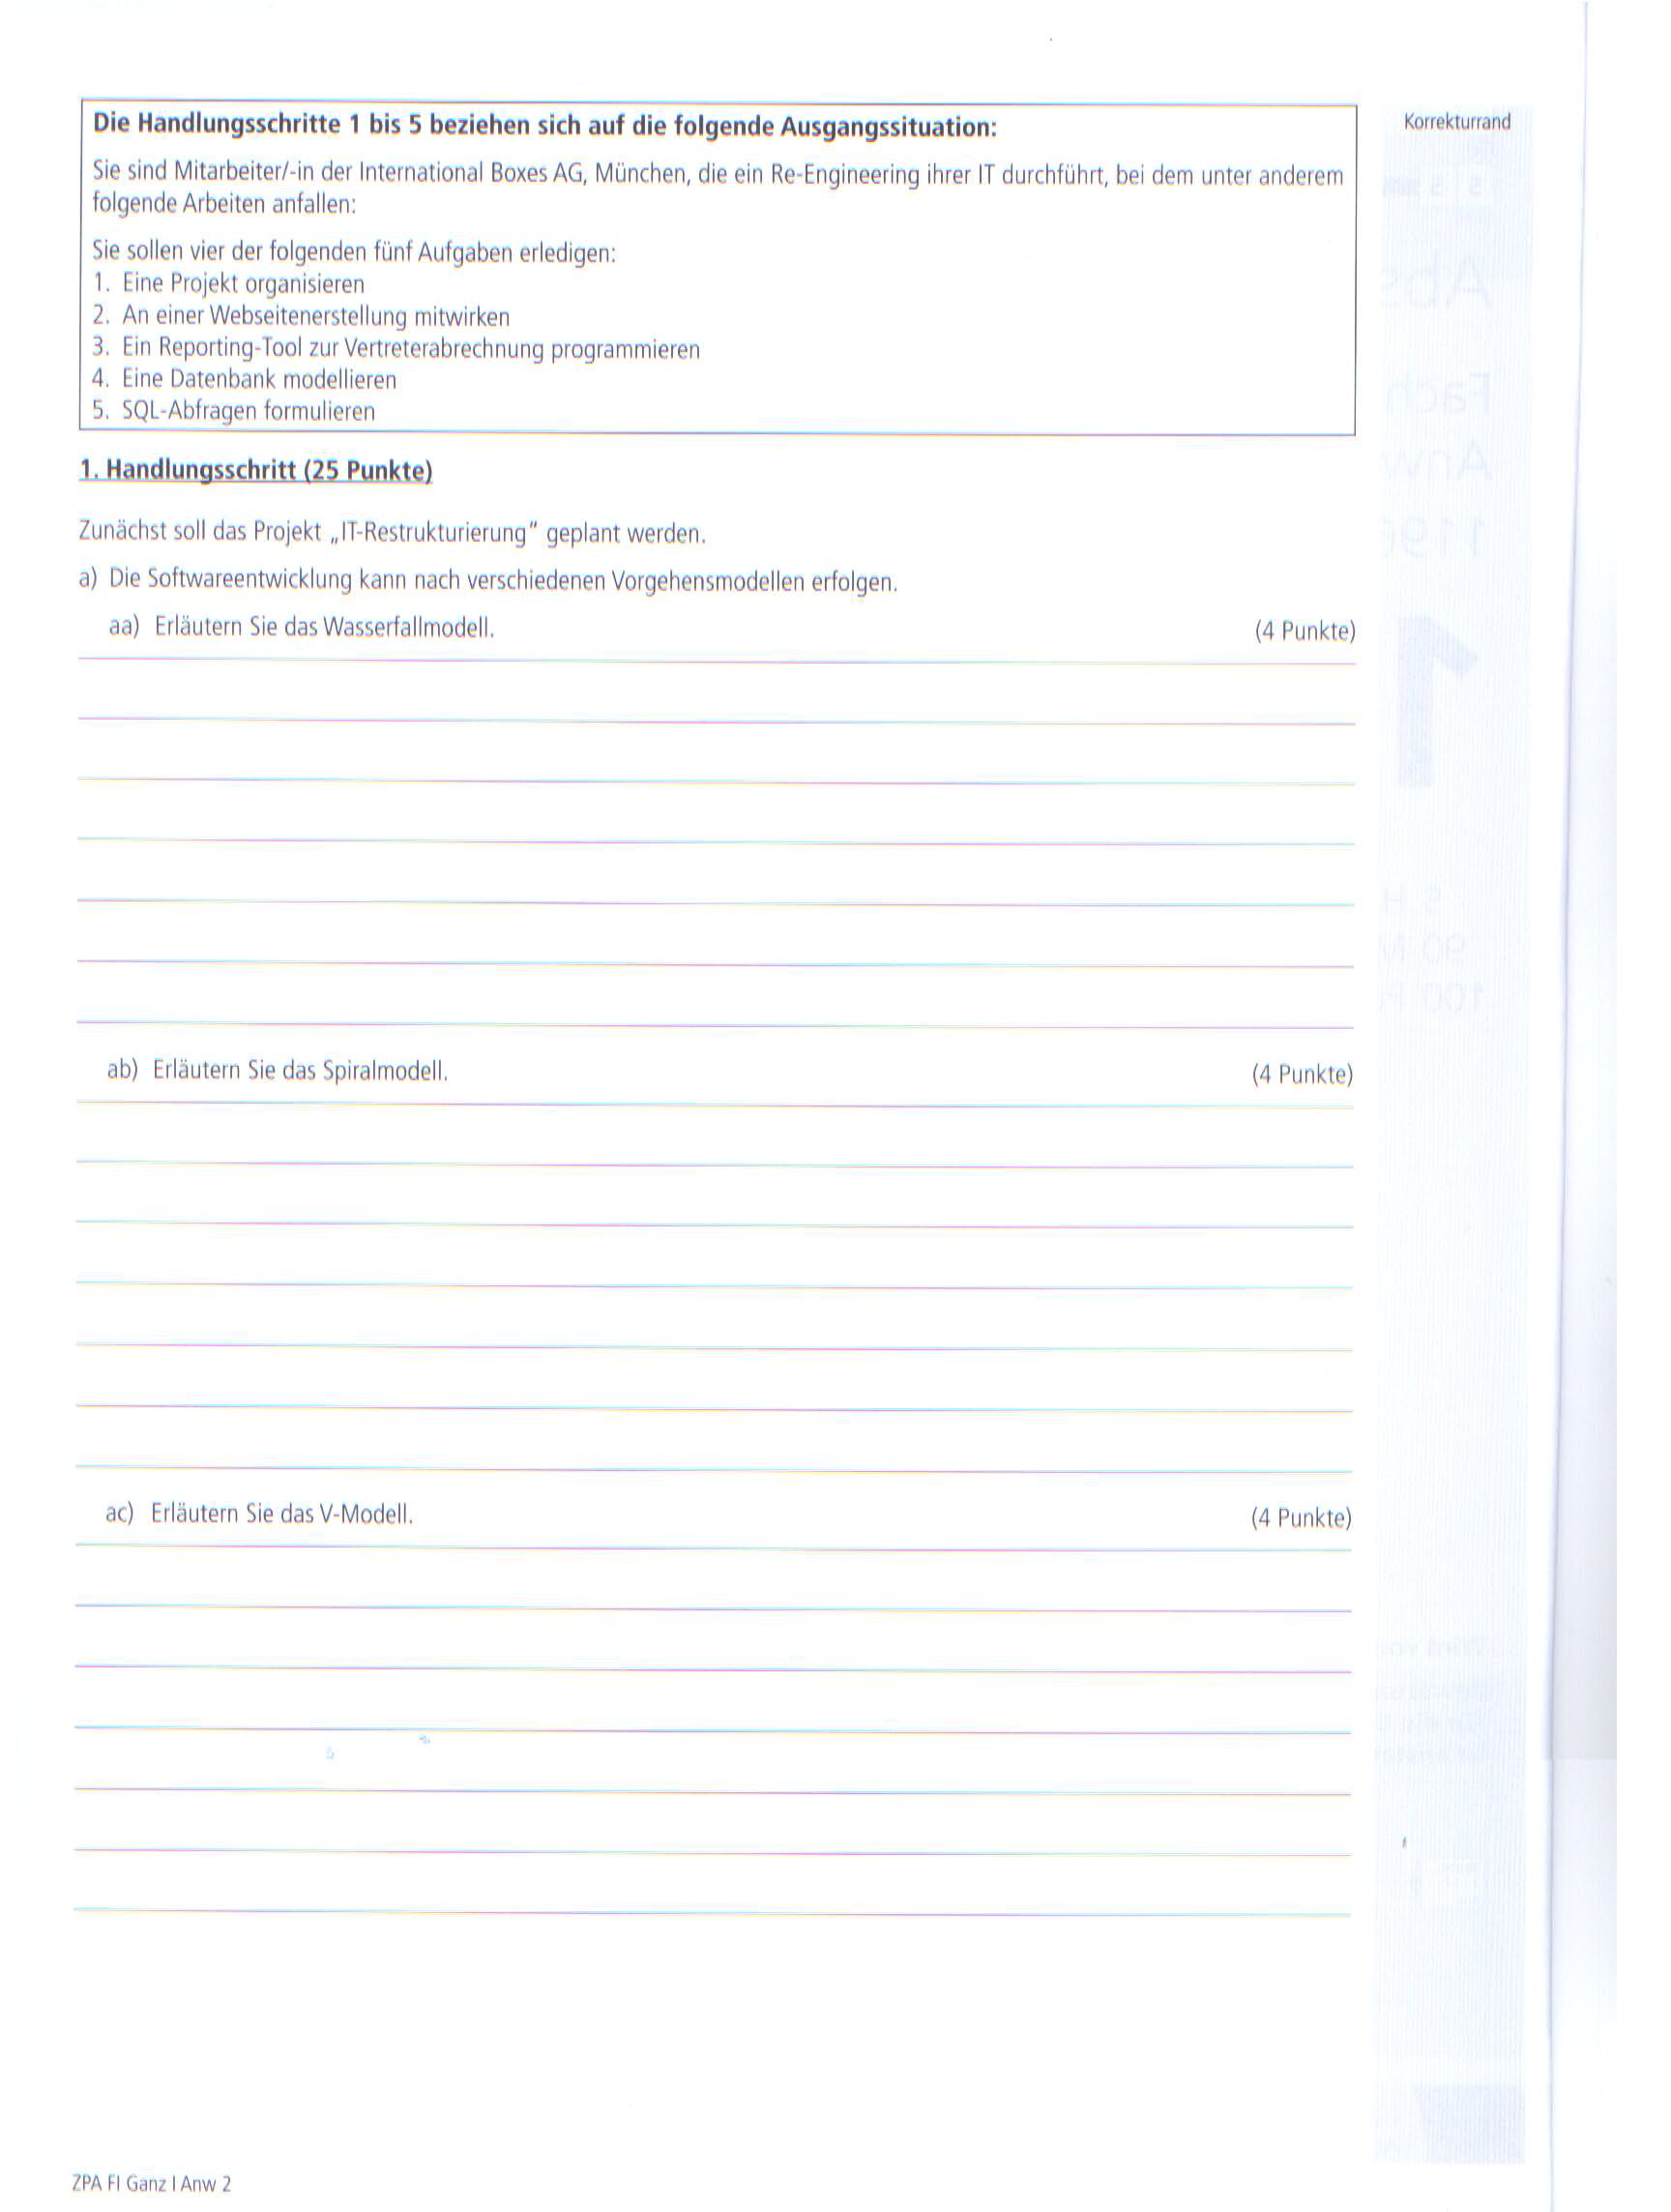 Die Handlungsschritte 1 bis 5 beziehen sich auf die folgende Ausgangssituation:
Korrekturrand
Sie sind Mitarbeiter/-in der International Boxes AG, München, die ein Re-Engineering ihrer IT durchführt, bei dem unter anderem
folgende Arbeiten anfallen:
Sie sollen vier der folgenden fünf Aufgaben erledigen:
1. Eine Projekt organisieren
2. An einer Webseitenerstellung mitwirken
3. Ein Reporting-Tool zur Vertreterabrechnung programmieren
4. Eine Datenbank modellieren
5. SQL-Abfragen formulieren
1. Handlungsschritt (25 Punkte)
Zunächst soll das Projekt „IT-Restrukturierung" geplant werden.
a) Die Softwareentwicklung kann nach verschiedenen Vorgehensmodellen erfolgen.
aa) Erläutern Sie das Wasserfallmodell. (4 Punkte)
ab) Erläutern Sie das Spiralmodell. (4 Punkte)
ac) Erläutern Sie das V-Modell. (4 Punkte)
ZPA FI Ganz I Anw 2